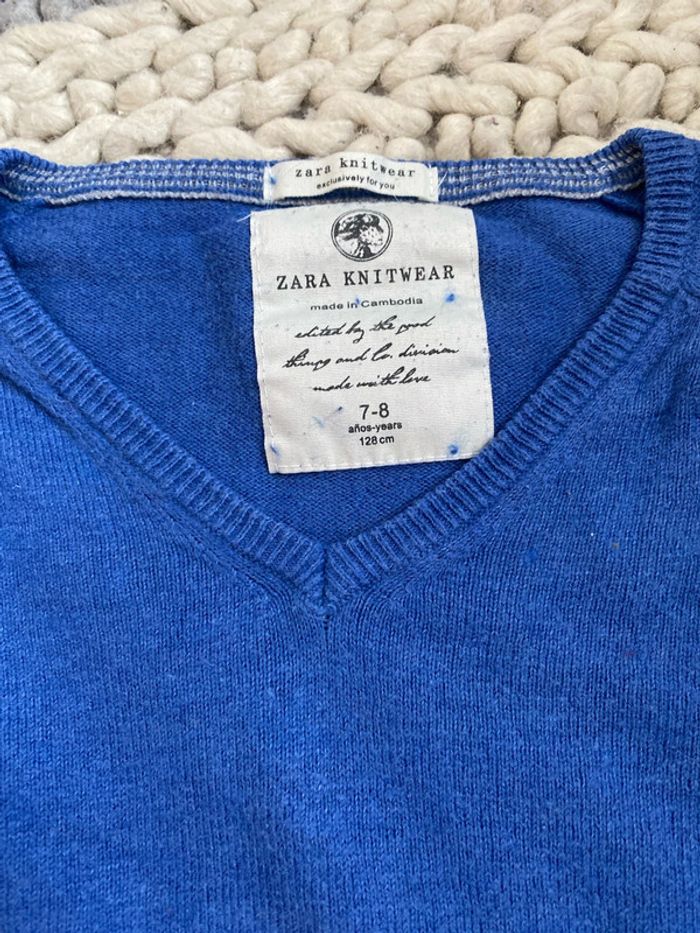 zara knitwear
exclusively for you
ZARA KNITWEAR
made in Cambodia
edited by the good
things and Co. division
made with love
7-8
años-years
128 cm